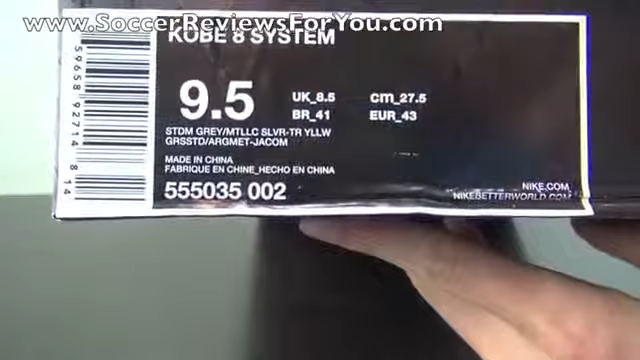 www.SoccerReviewsForYou.com
KOBE 8 SYSTEM
9.5
UK_8.5 cm_27.5
BR_41 EUR_43
STDM GREY/MTLLC SLVR-TR YLLW
GRSSTD/ARGMET-JACOM
MADE IN CHINA
FABRIQUE EN CHINE_HECHO EN CHINA
555035 002
NIKE.COM
NIKEBETTERWORLD.COM
59658 92714 8 14